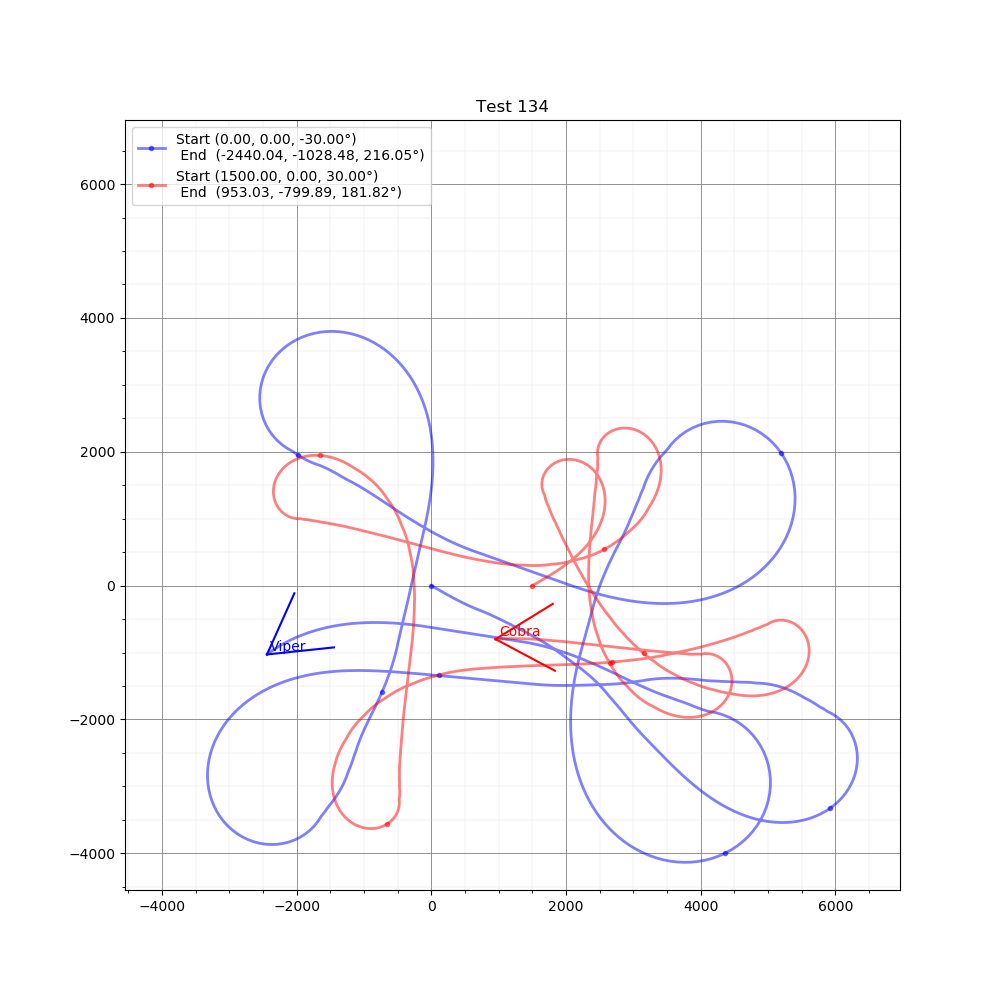 Test 134
Start (0.00, 0.00, -30.00°)
End (-2440.04, -1028.48, 216.05°)
Start (1500.00, 0.00, 30.00°)
End (953.03, -799.89, 181.82°)
6000
4000
2000
0
−2000
−4000
Viper
Cobra
−4000
−2000
0
2000
4000
6000